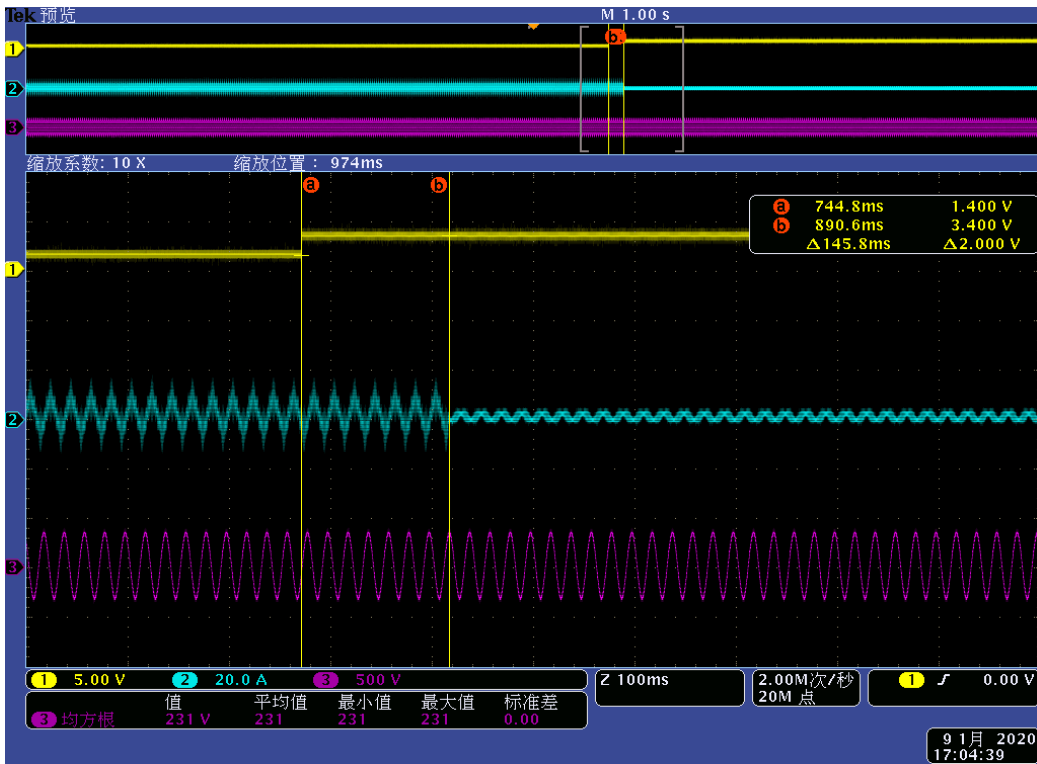 Tek 预览 M 1.00 s
b
1
2
3
缩放系数: 10 X 缩放位置 : 974ms
a b
a 744.8ms 1.400 V
b 890.6ms 3.400 V
Δ145.8ms Δ2.000 V
1
2
3
1 5.00 V 2 20.0 A 3 500 V Z 100ms 2.00M次/秒 1 0.00 V
20M 点
值 平均值 最小值 最大值 标准差
3 均方根 231 V 231 231 231 0.00
9 1月 2020
17:04:39